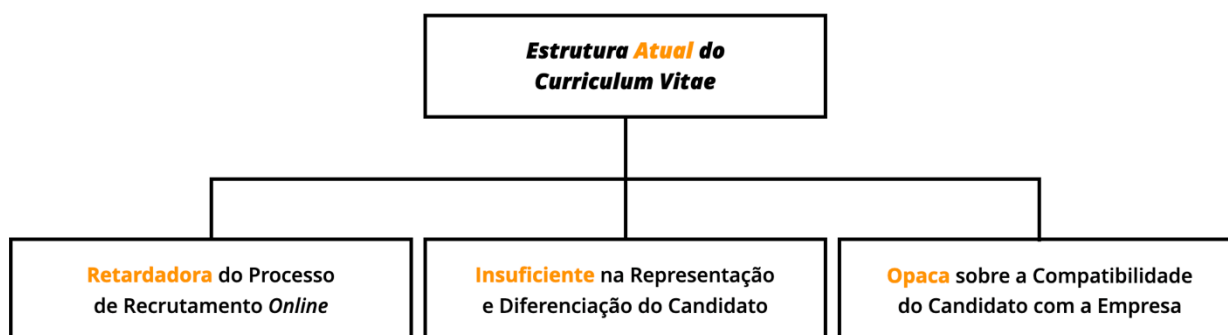 Estrutura Atual do
Curriculum Vitae
Retardadora do Processo
de Recrutamento Online
Insuficiente na Representação
e Diferenciação do Candidato
Opaca sobre a Compatibilidade
do Candidato com a Empresa